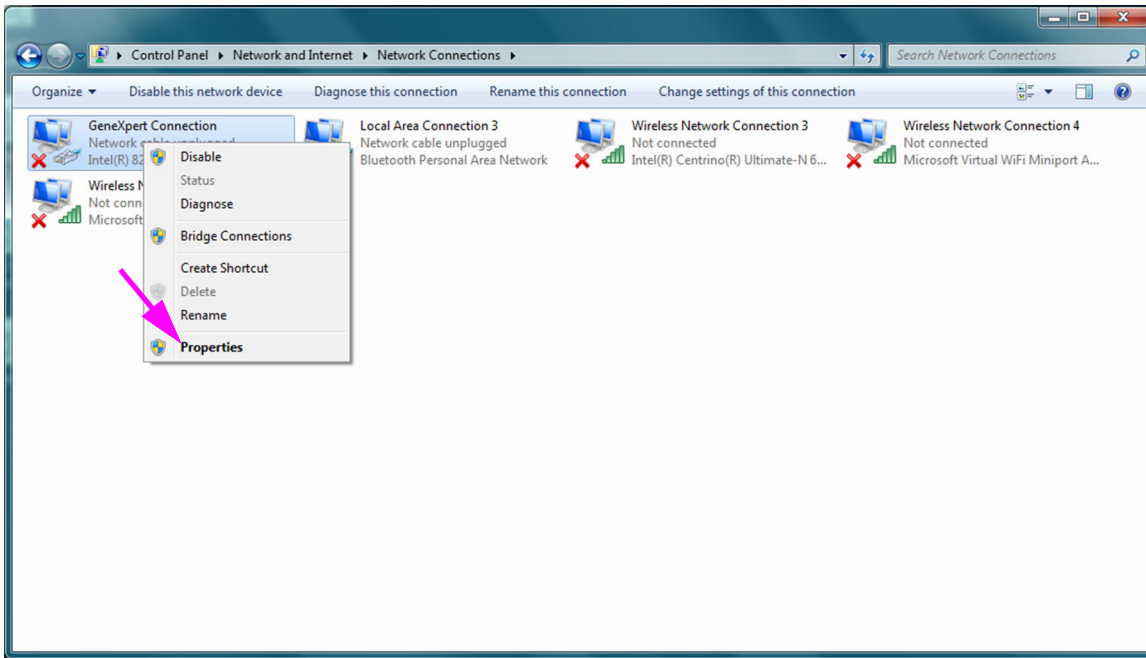 Control Panel Network and Internet Network Connections
Search Network Connections
Organize Disable this network device Diagnose this connection Rename this connection Change settings of this connection
GeneXpert Connection
Network cable unplugged
Intel(R) 82
Local Area Connection 3
Network cable unplugged
Bluetooth Personal Area Network
Wireless Network Connection 3
Not connected
Intel(R) Centrino(R) Ultimate-N 6...
Wireless Network Connection 4
Not connected
Microsoft Virtual WiFi Miniport A...
Wireless N
Not conn
Microsoft
Disable
Status
Diagnose
Bridge Connections
Create Shortcut
Delete
Rename
Properties